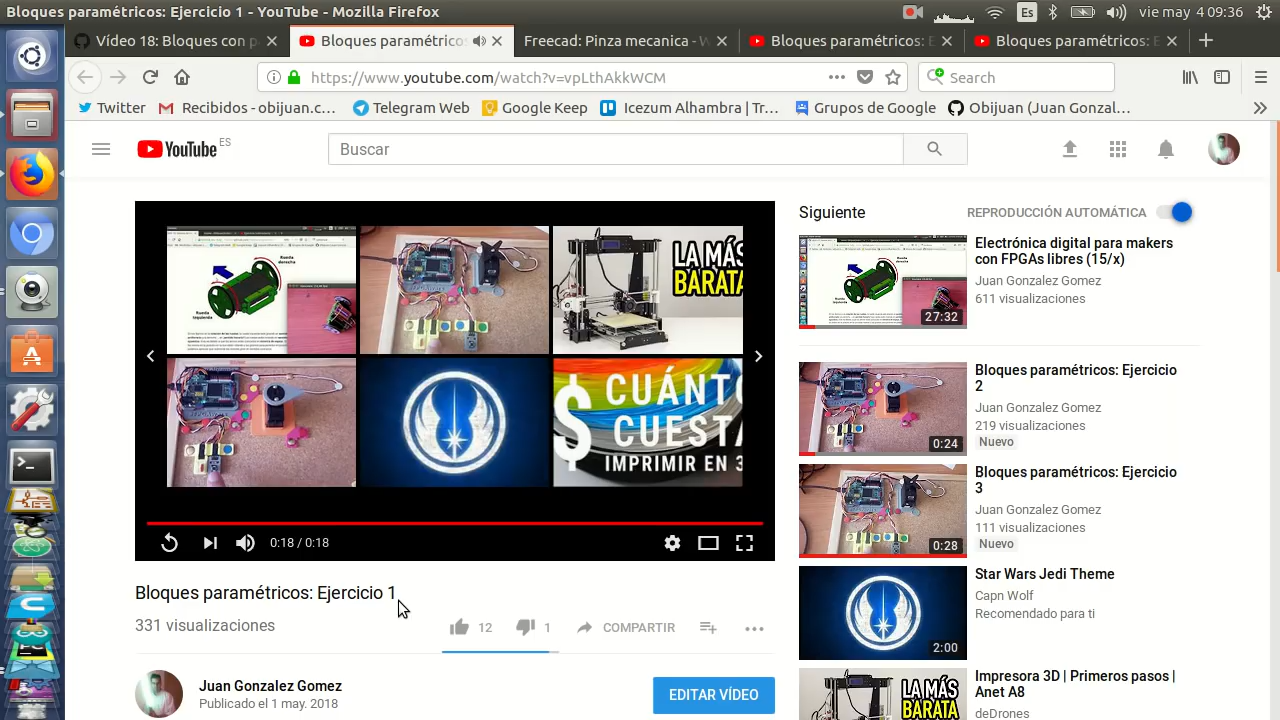 Bloques paramétricos: Ejercicio 1 - YouTube - Mozilla Firefox
Es
vie may 4 09:36
Vídeo 18: Bloques con p
Bloques paramétrico
Freecad: Pinza mecanica - W
Bloques paramétricos: E
Bloques paramétricos: E
https://www.youtube.com/watch?v=vpLthAkkWCM
Search
Twitter
Recibidos - obijuan.c...
Telegram Web
Google Keep
Icezum Alhambra | Tr...
Grupos de Google
Obijuan (Juan Gonzal...
YouTube ES
Buscar
Rueda derecha
Rueda izquierda
LA MÁS
BARATA
$ CUÁNT
CUESTA
IMPRIMIR EN 3
0:18 / 0:18
Bloques paramétricos: Ejercicio 1
331 visualizaciones
12
1
COMPARTIR
Juan Gonzalez Gomez
Publicado el 1 may. 2018
EDITAR VÍDEO
Siguiente
REPRODUCCIÓN AUTOMÁTICA
Electrónica digital para makers
con FPGAs libres (15/x)
Juan Gonzalez Gomez
611 visualizaciones
27:32
Bloques paramétricos: Ejercicio
2
Juan Gonzalez Gomez
219 visualizaciones
Nuevo
0:24
Bloques paramétricos: Ejercicio
3
Juan Gonzalez Gomez
111 visualizaciones
Nuevo
0:28
Star Wars Jedi Theme
Capn Wolf
Recomendado para ti
2:00
Impresora 3D | Primeros pasos |
Anet A8
deDrones
LA MÁS
BARATA